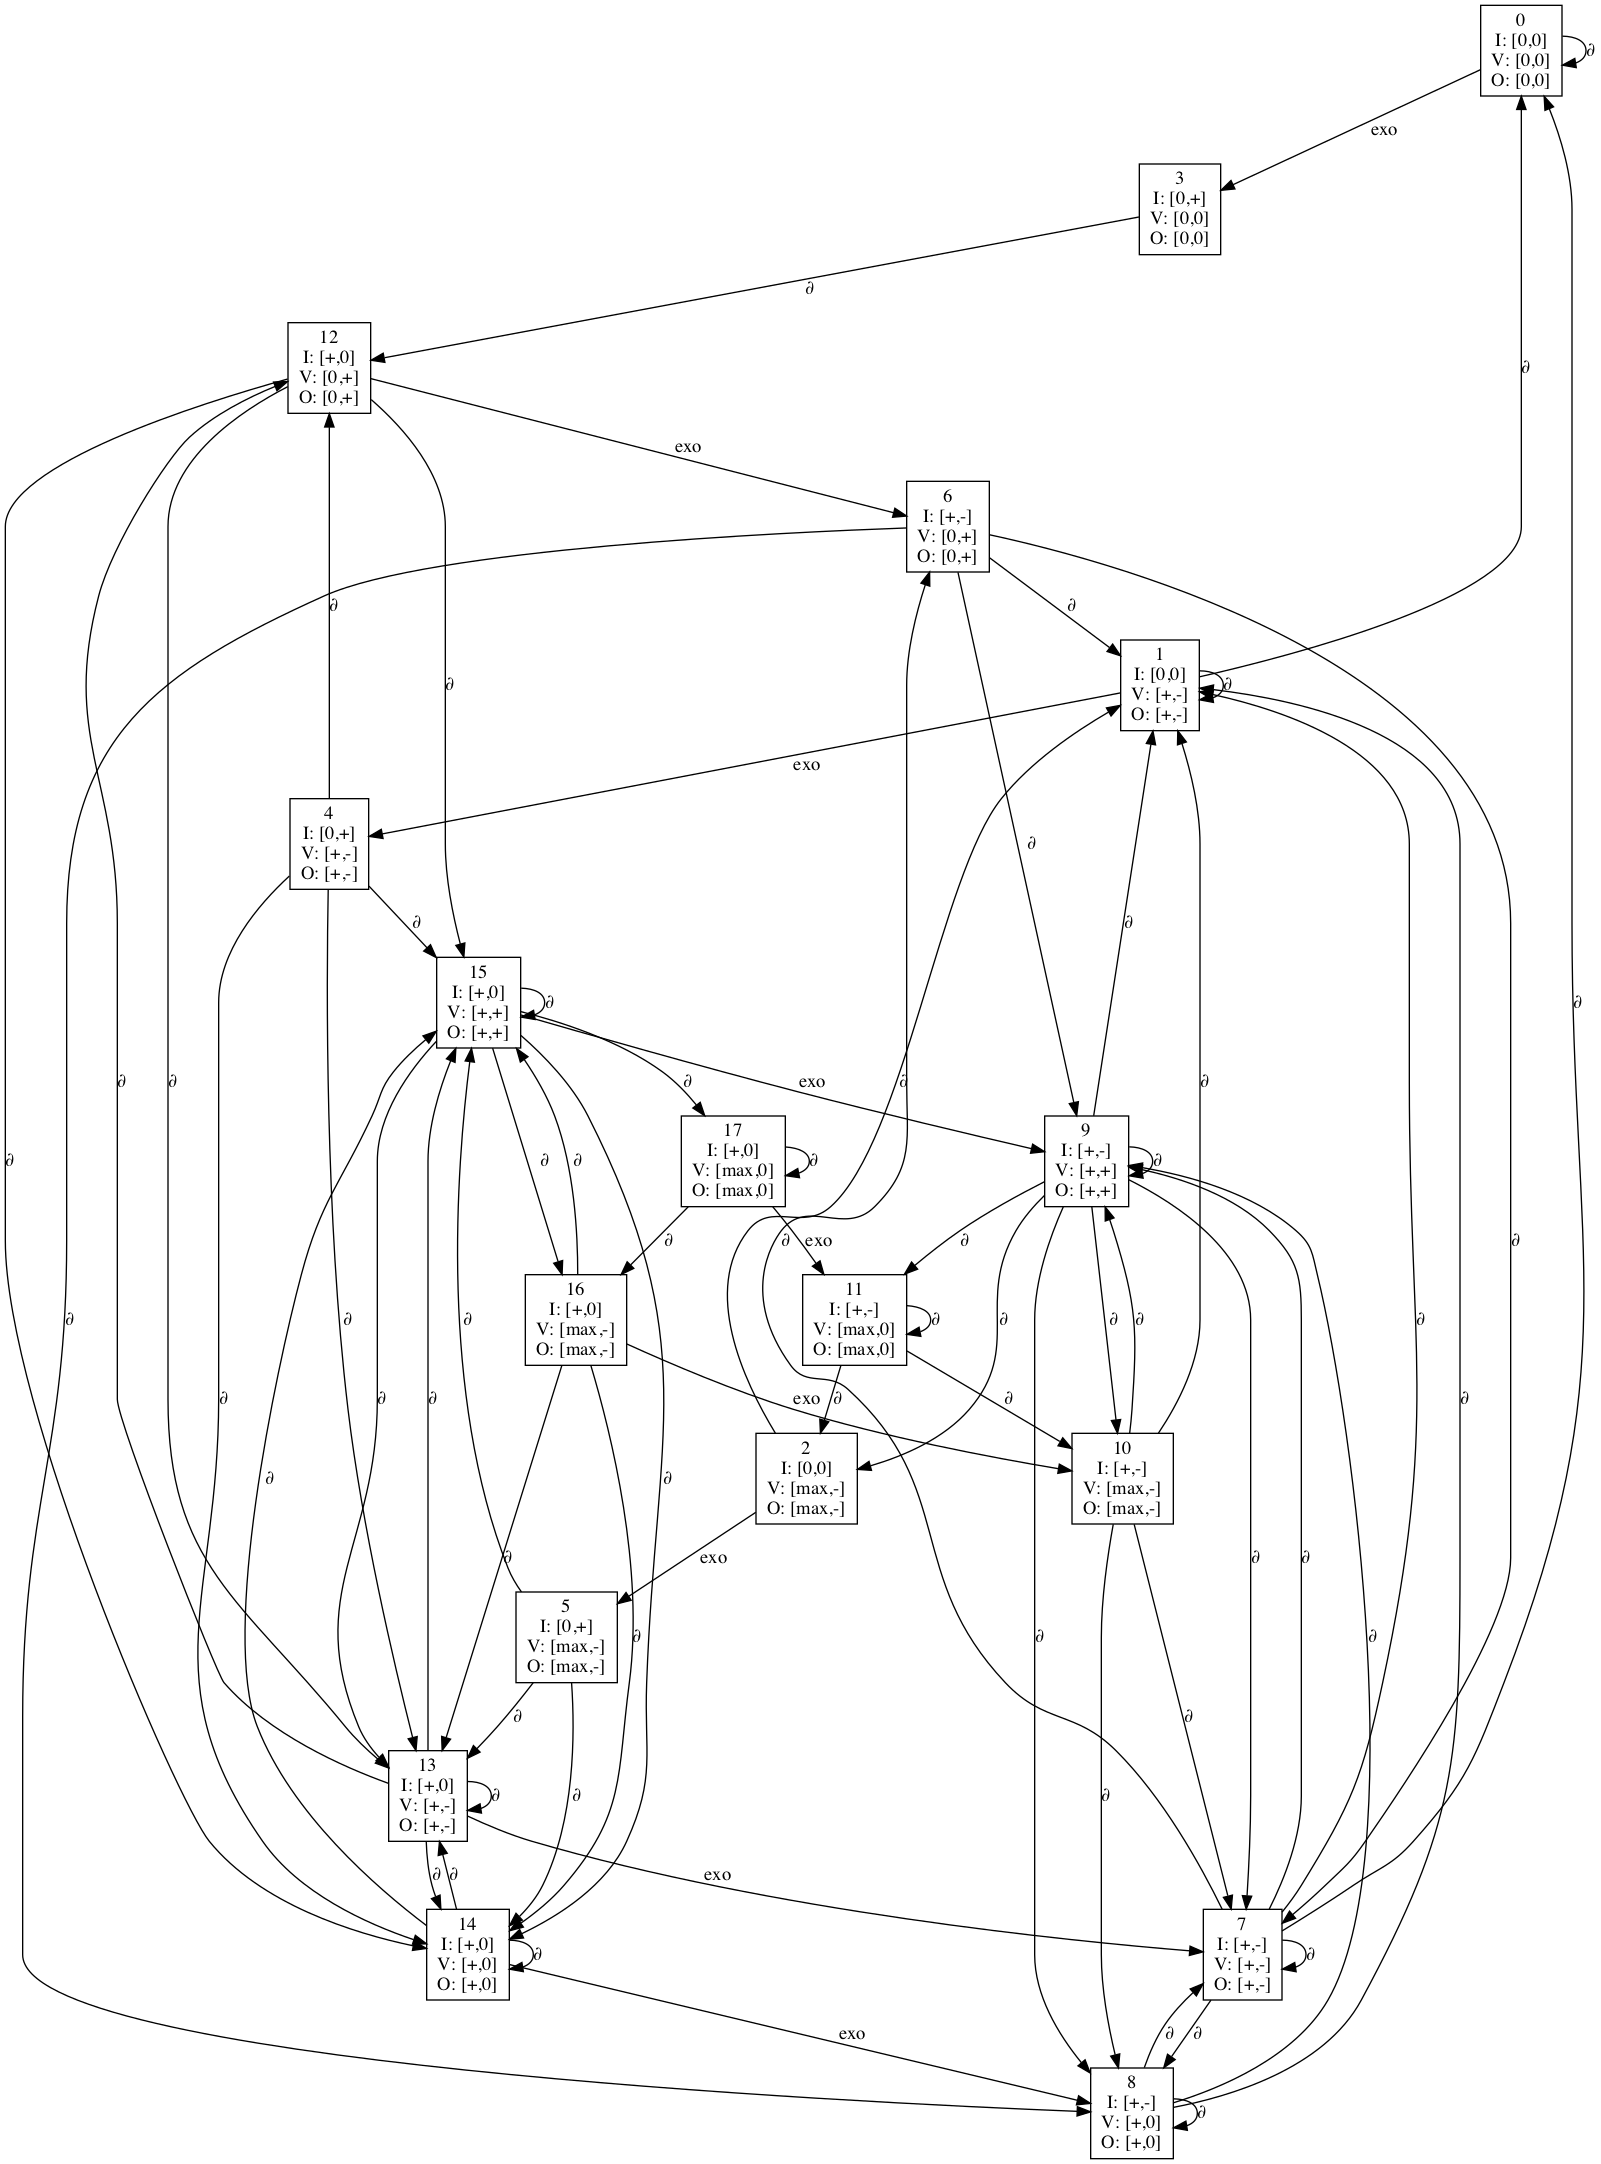 0
I: [0,0]
V: [0,0]
O: [0,0]
∂
exo
3
I: [0,+]
V: [0,0]
O: [0,0]
∂
12
I: [+,0]
V: [0,+]
O: [0,+]
∂
exo
6
I: [+,-]
V: [0,+]
O: [0,+]
∂
∂
1
I: [0,0]
V: [+,-]
O: [+,-]
∂
∂
exo
4
I: [0,+]
V: [+,-]
O: [+,-]
∂
∂
∂
15
I: [+,0]
V: [+,+]
O: [+,+]
∂
∂
∂
∂
∂
exo
∂
∂
17
I: [+,0]
V: [max,0]
O: [max,0]
∂
9
I: [+,-]
V: [+,+]
O: [+,+]
∂
∂
∂
∂
∂
∂
exo
∂
16
I: [+,0]
V: [max,-]
O: [max,-]
11
I: [+,-]
V: [max,0]
O: [max,0]
∂
∂
∂
∂
∂
∂
∂
∂
∂
∂
∂
∂
∂
exo
∂
∂
∂
2
I: [0,0]
V: [max,-]
O: [max,-]
10
I: [+,-]
V: [max,-]
O: [max,-]
∂
∂
∂
exo
∂
∂
5
I: [0,+]
V: [max,-]
O: [max,-]
∂
∂
∂
∂
∂
13
I: [+,0]
V: [+,-]
O: [+,-]
∂
∂
∂
∂
∂
exo
14
I: [+,0]
V: [+,0]
O: [+,0]
∂
7
I: [+,-]
V: [+,-]
O: [+,-]
∂
exo
∂
∂
8
I: [+,-]
V: [+,0]
O: [+,0]
∂